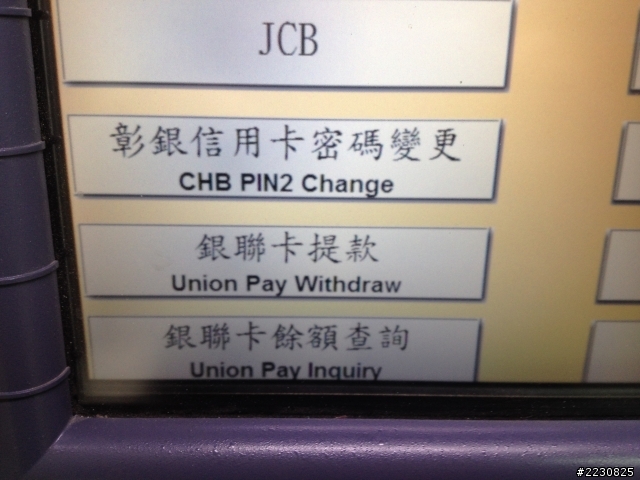 JCB
彰銀信用卡密碼變更
CHB PIN2 Change
銀聯卡提款
Union Pay Withdraw
銀聯卡餘額查詢
Union Pay Inquiry
#2230825